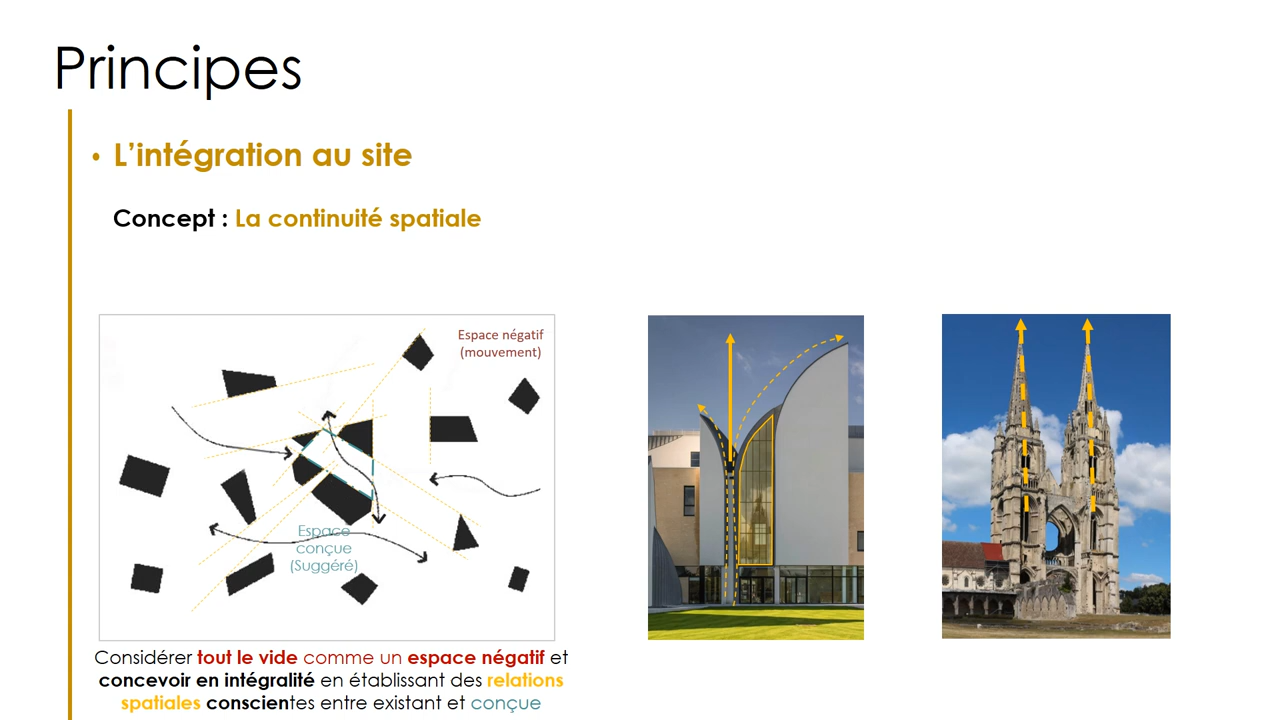 Principes
• L’intégration au site
Concept : La continuité spatiale
Espace négatif
(mouvement)
Espace
conçue
(Suggéré)
Considérer tout le vide comme un espace négatif et
concevoir en intégralité en établissant des relations
spatiales conscientes entre existant et conçue